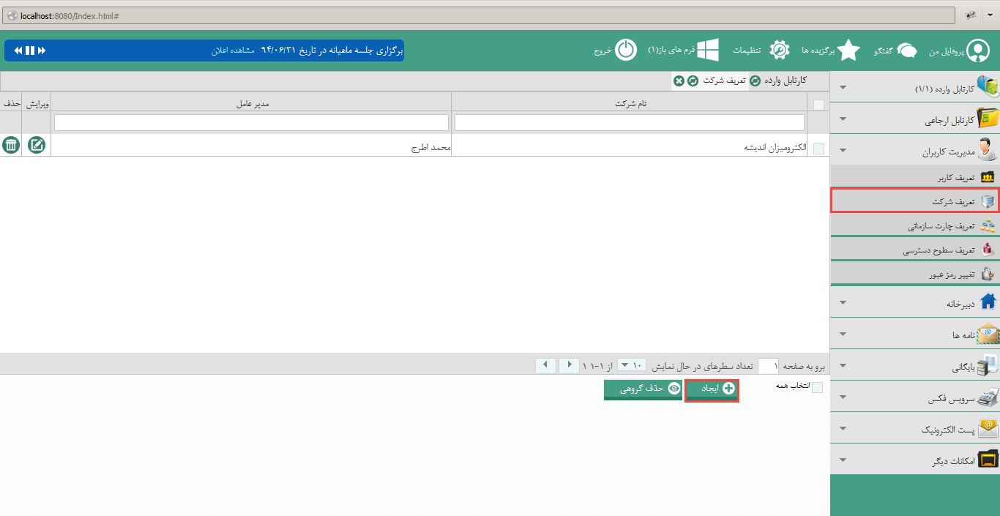 localhost:8080/Index.html#
پروفایل من
گفتگو
برگزیده ها
تنظیمات
فرم های باز(۱)
خروج
برگزاری جلسه ماهیانه در تاریخ ۹۴/۰۶/۳۱ مشاهده اعلان
کارتابل وارده (۱/۱)
کارتابل ارجاعی
مدیریت کاربران
تعریف کاربر
تعریف شرکت
تعریف چارت سازمانی
تعریف سطوح دسترسی
تغییر رمز عبور
دبیرخانه
نامه ها
بایگانی
سرویس فکس
پست الکترونیک
امکانات دیگر
کارتابل وارده تعریف شرکت
نام شرکت مدیر عامل ویرایش حذف
الکترومیزان اندیشه محمد اطرج
برو به صفحه ۱ تعداد سطرهای در حال نمایش ۱۰ از ۱-۱ ۱
انتخاب همه
ایجاد
حذف گروهی